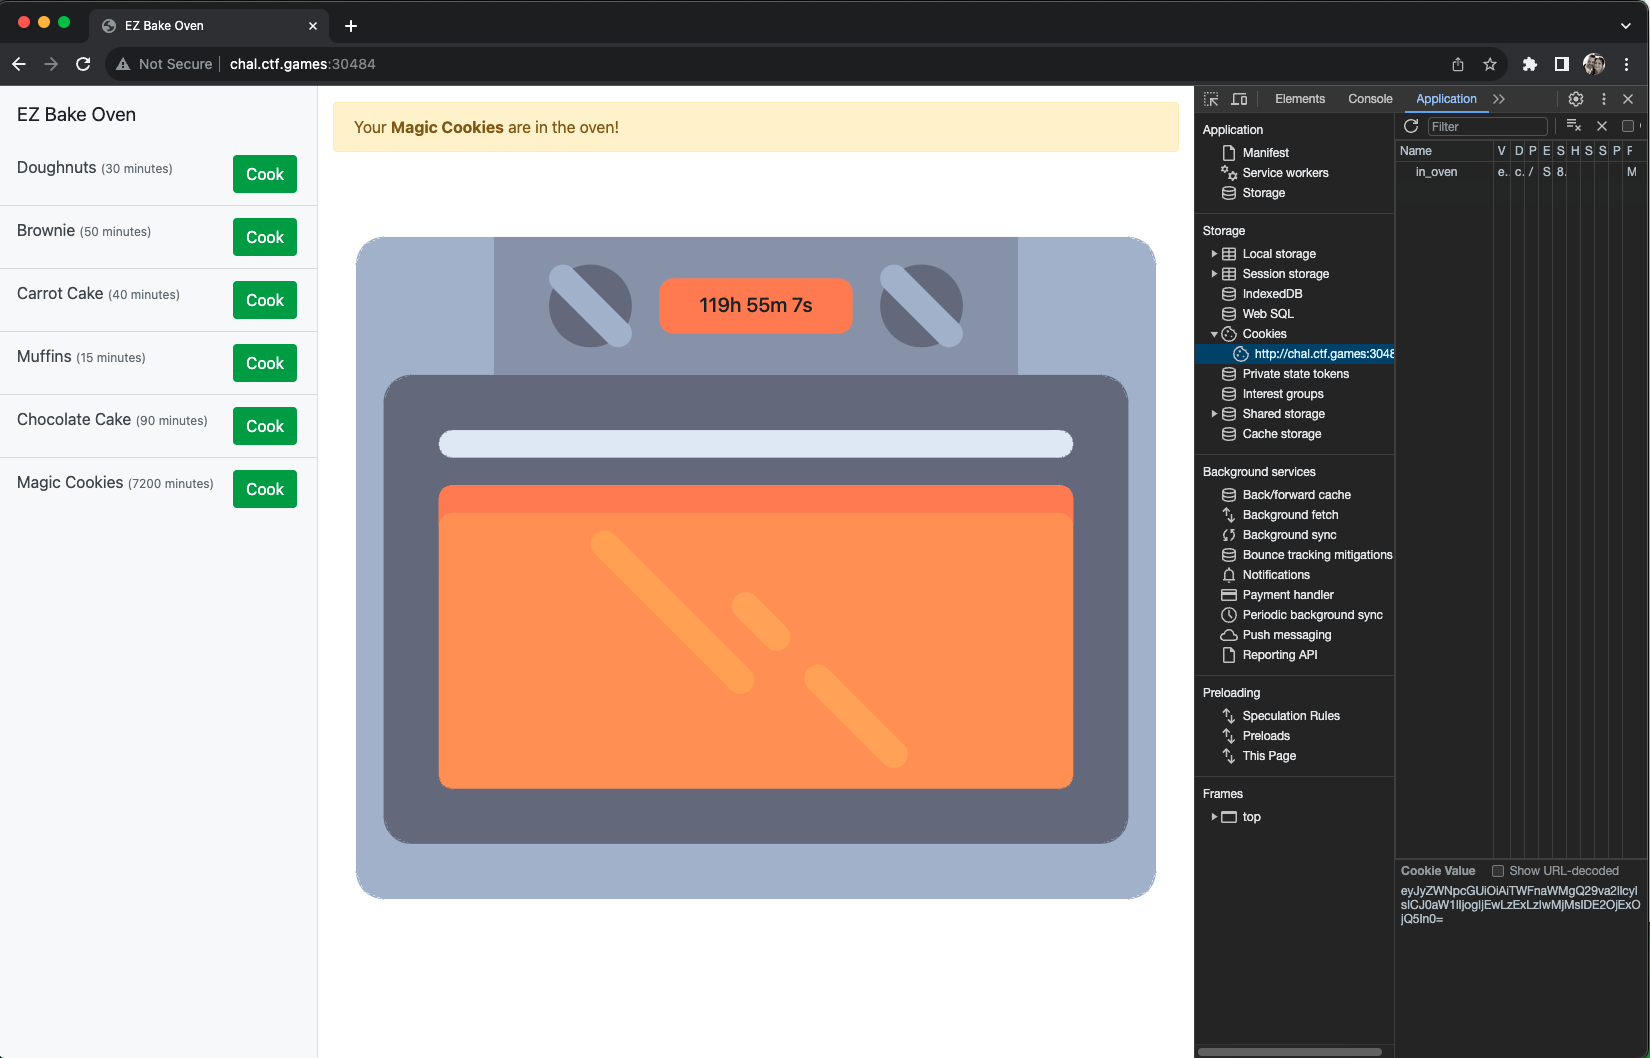 EZ Bake Oven
Not Secure
chal.ctf.games:30484
EZ Bake Oven
Doughnuts (30 minutes)
Cook
Brownie (50 minutes)
Cook
Carrot Cake (40 minutes)
Cook
Muffins (15 minutes)
Cook
Chocolate Cake (90 minutes)
Cook
Magic Cookies (7200 minutes)
Cook
Your Magic Cookies are in the oven!
119h 55m 7s
Elements Console Application
Application
Manifest
Service workers
Storage
Storage
Local storage
Session storage
IndexedDB
Web SQL
Cookies
http://chal.ctf.games:3048
Private state tokens
Interest groups
Shared storage
Cache storage
Background services
Back/forward cache
Background fetch
Background sync
Bounce tracking mitigations
Notifications
Payment handler
Periodic background sync
Push messaging
Reporting API
Preloading
Speculation Rules
Preloads
This Page
Frames
top
Filter
Name V D P E S H S S P
in_oven e.. c. / S 8. M
Cookie Value Show URL-decoded
eyJyZWNpcGUiOiAiTWFnaWMgQ29va2llcyI
sICJ0aW1lIjogIjEwLzExLzIwMjMsIDE2OjExO
jQ5In0=